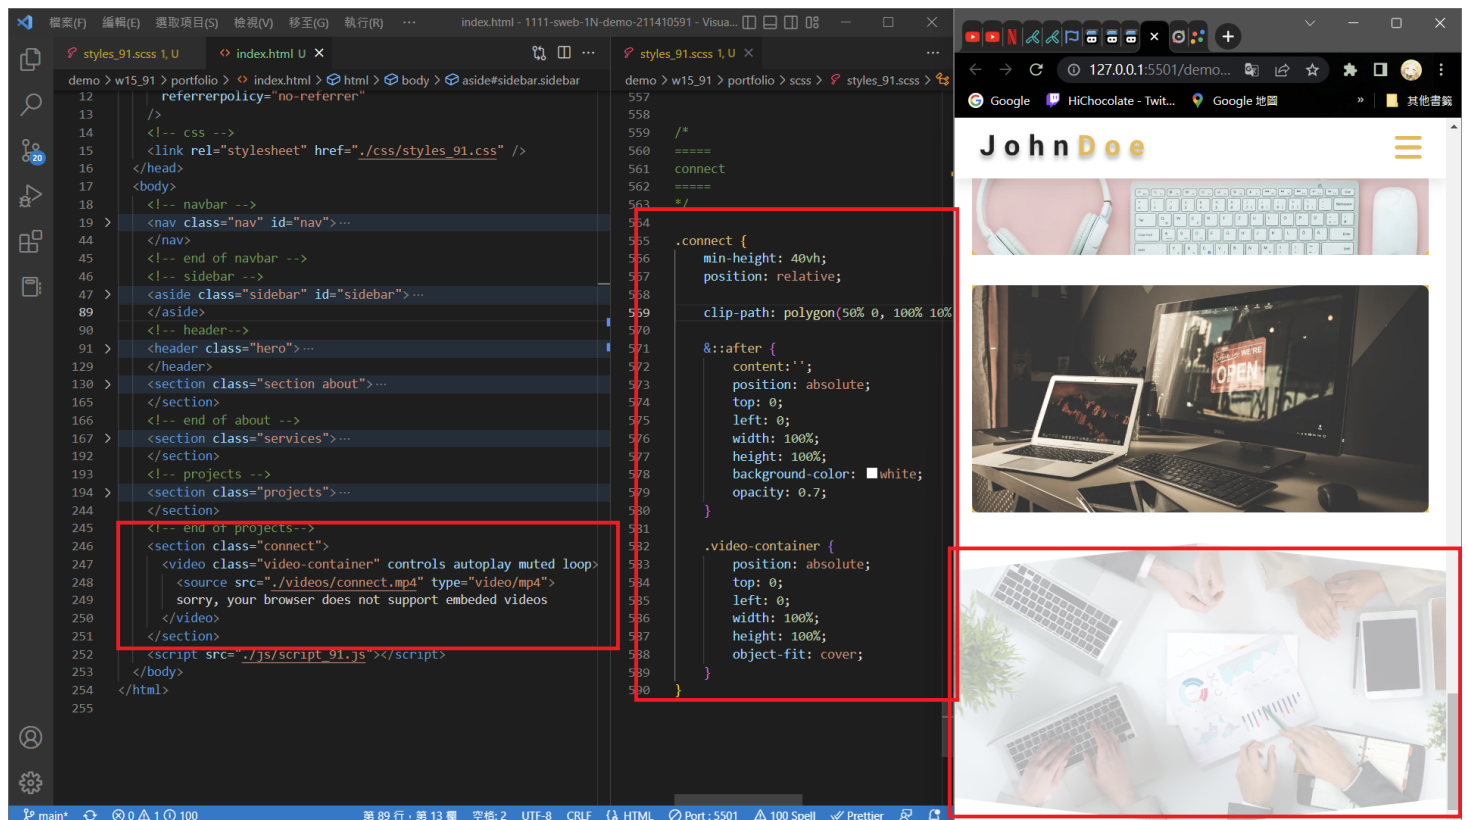 檔案(F) 編輯(E) 選取項目(S) 檢視(V) 移至(G) 執行(R) ··· index.html - 1111-sweb-1N-demo-211410591 - Visua...
styles_91.scss 1, U
index.html U
demo > w15_91 > portfolio > index.html > html > body > aside#sidebar.sidebar
12 referrerpolicy="no-referrer"
13 />
14 <!-- css -->
15 <link rel="stylesheet" href="./css/styles_91.css" />
16 </head>
17 <body>
18 <!-- navbar -->
19 <nav class="nav" id="nav">···
44 </nav>
45 <!-- end of navbar -->
46 <!-- sidebar -->
47 <aside class="sidebar" id="sidebar">···
89 </aside>
90 <!-- header-->
91 <header class="hero">···
129 </header>
130 <section class="section about">···
165 </section>
166 <!-- end of about -->
167 <section class="services">···
192 </section>
193 <!-- projects -->
194 <section class="projects">···
244 </section>
245 <!-- end of projects-->
246 <section class="connect">
247 <video class="video-container" controls autoplay muted loop>
248 <source src="./videos/connect.mp4" type="video/mp4">
249 sorry, your browser does not support embeded videos
250 </video>
251 </section>
252 <script src="./js/script_91.js"></script>
253 </body>
254 </html>
255
styles_91.scss 1, U
demo > w15_91 > portfolio > scss > styles_91.scss >
557
558
559 /*
560 =====
561 connect
562 =====
563 */
564
565 .connect {
566 min-height: 40vh;
567 position: relative;
568
569 clip-path: polygon(50% 0, 100% 10%
570
571 &::after {
572 content:'';
573 position: absolute;
574 top: 0;
575 left: 0;
576 width: 100%;
577 height: 100%;
578 background-color: white;
579 opacity: 0.7;
580 }
581
582 .video-container {
583 position: absolute;
584 top: 0;
585 left: 0;
586 width: 100%;
587 height: 100%;
588 object-fit: cover;
589 }
590 }
20
main* 0 1 100 第 89 行，第 13 欄 空格: 2 UTF-8 CRLF HTML Port : 5501 100 Spell Prettier
127.0.0.1:5501/demo...
Google HiChocolate - Twit... Google 地圖 » 其他書籤
JohnDoe
WE'RE
OPEN